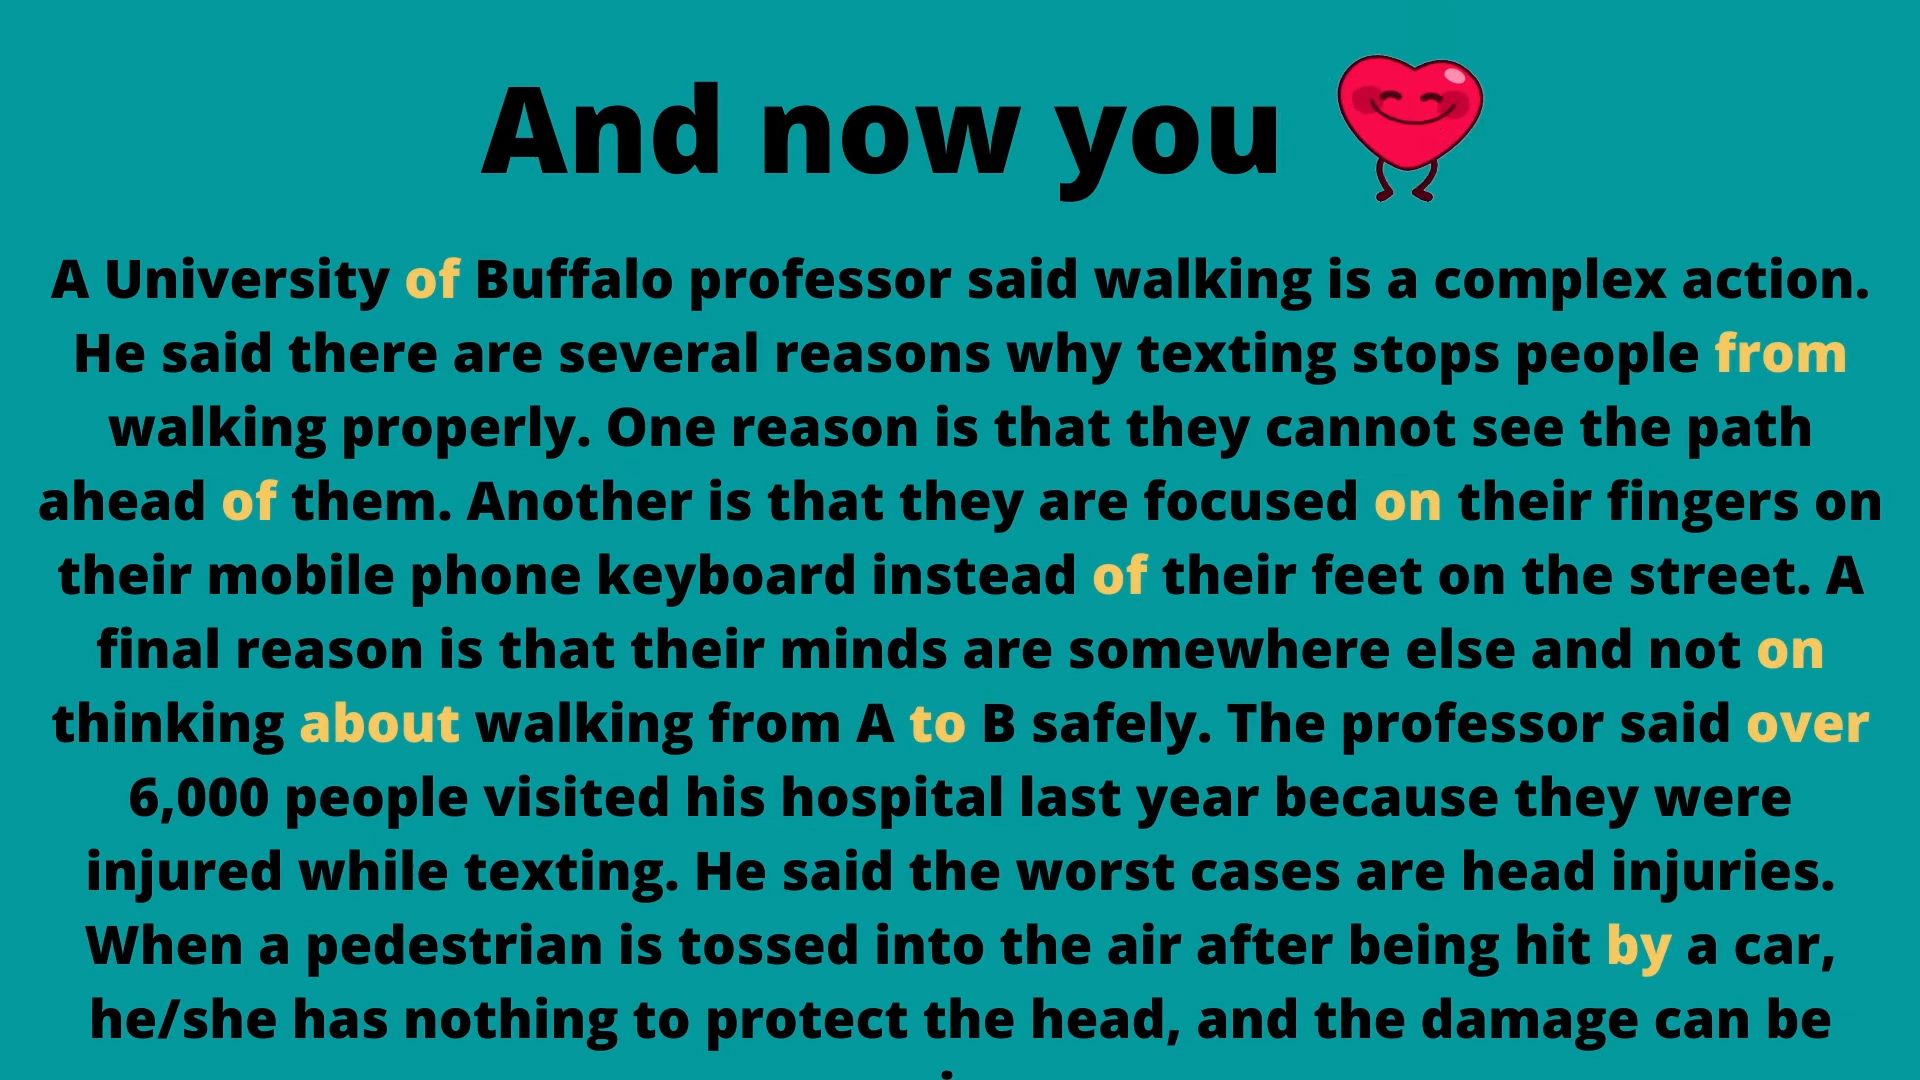 And now you
A University of Buffalo professor said walking is a complex action.
He said there are several reasons why texting stops people from
walking properly. One reason is that they cannot see the path
ahead of them. Another is that they are focused on their fingers on
their mobile phone keyboard instead of their feet on the street. A
final reason is that their minds are somewhere else and not on
thinking about walking from A to B safely. The professor said over
6,000 people visited his hospital last year because they were
injured while texting. He said the worst cases are head injuries.
When a pedestrian is tossed into the air after being hit by a car,
he/she has nothing to protect the head, and the damage can be